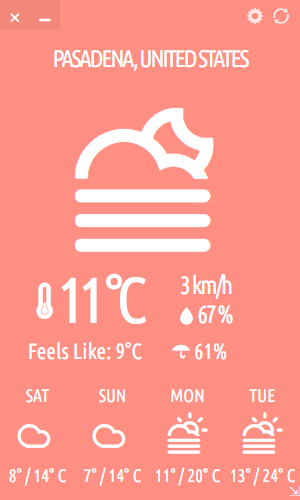 PASADENA, UNITED STATES
11°C
3 km/h
67%
Feels Like: 9°C
61%
SAT SUN MON TUE
8° / 14° C 7° / 14° C 11° / 20° C 13° / 24° C